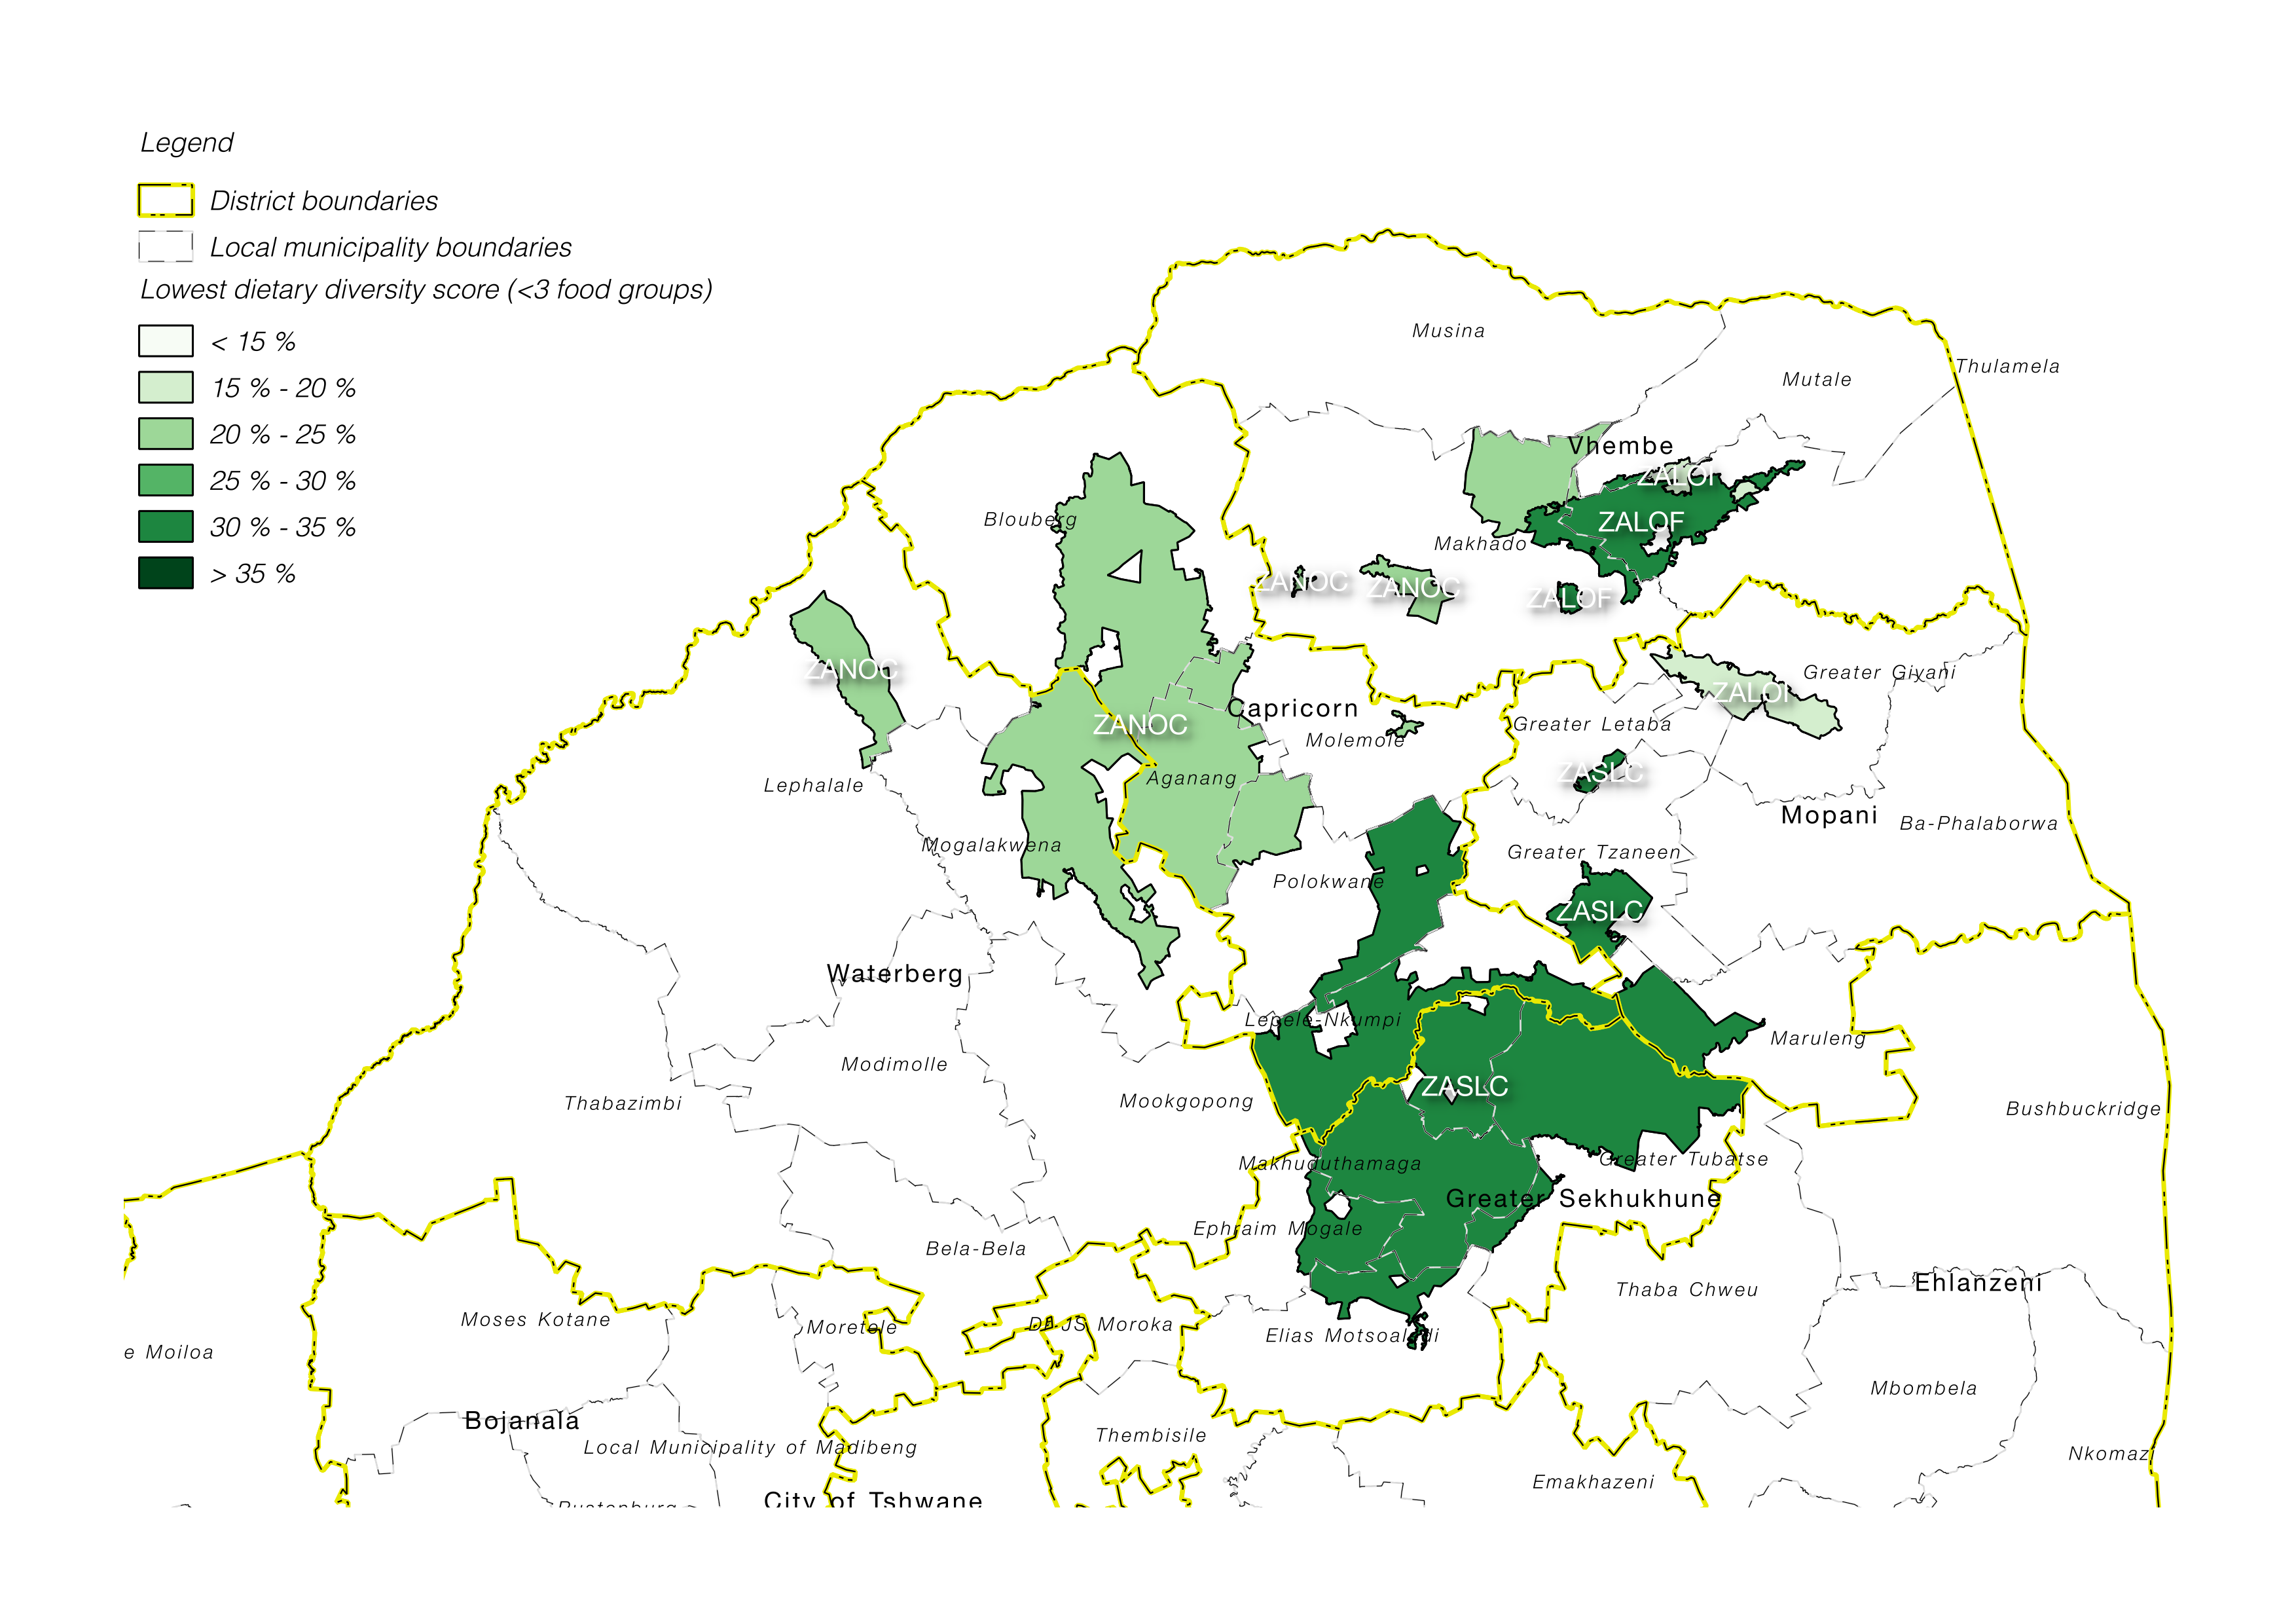 Legend
District boundaries
Local municipality boundaries
Lowest dietary diversity score (<3 food groups)
< 15 %
15 % - 20 %
20 % - 25 %
25 % - 30 %
30 % - 35 %
> 35 %
Musina
Thulamela
Mutale
Vhembe
ZALOF
Blouberg
ZALOF
Makhado
ZANOC
ZANOC
ZALOF
ZANOC
Greater Giyani
Capricorn
ZANOC
Greater Letaba
Molemole
ZASLC
Aganang
Lephalale
Mopani
Ba-Phalaborwa
Mogalakwena
Greater Tzaneen
Polokwane
ZASLC
Waterberg
Lepele-Nkumpi
Maruleng
Modimolle
ZASLC
Thabazimbi
Mookgopong
Bushbuckridge
Makhuduthamaga
Greater Tubatse
Greater Sekhukhune
Ephraim Mogale
Bela-Bela
Ehlanzeni
Thaba Chweu
Moses Kotane
Moretele
Dr JS Moroka
Elias Motsoaledi
e Moiloa
Mbombela
Bojanala
Thembisile
Local Municipality of Madibeng
Nkomazi
Emakhazeni
City of Tshwane
Rustenburg